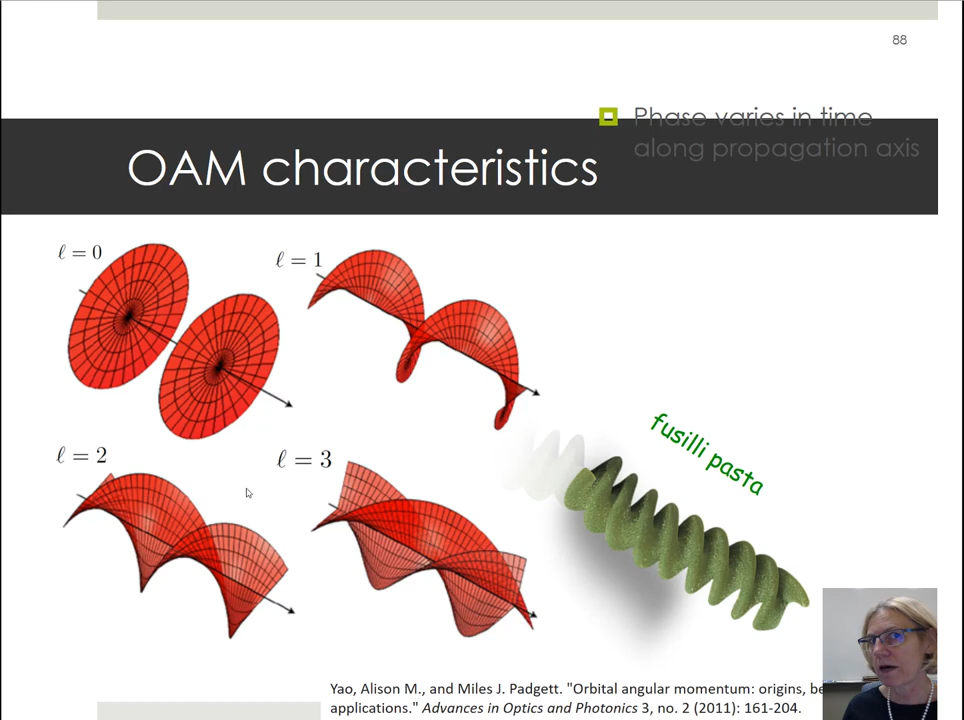 88
Phase varies in time
along propagation axis
OAM characteristics
ℓ = 0
ℓ = 1
ℓ = 2
ℓ = 3
fusilli pasta
Yao, Alison M., and Miles J. Padgett. "Orbital angular momentum: origins,
applications." Advances in Optics and Photonics 3, no. 2 (2011): 161-204.